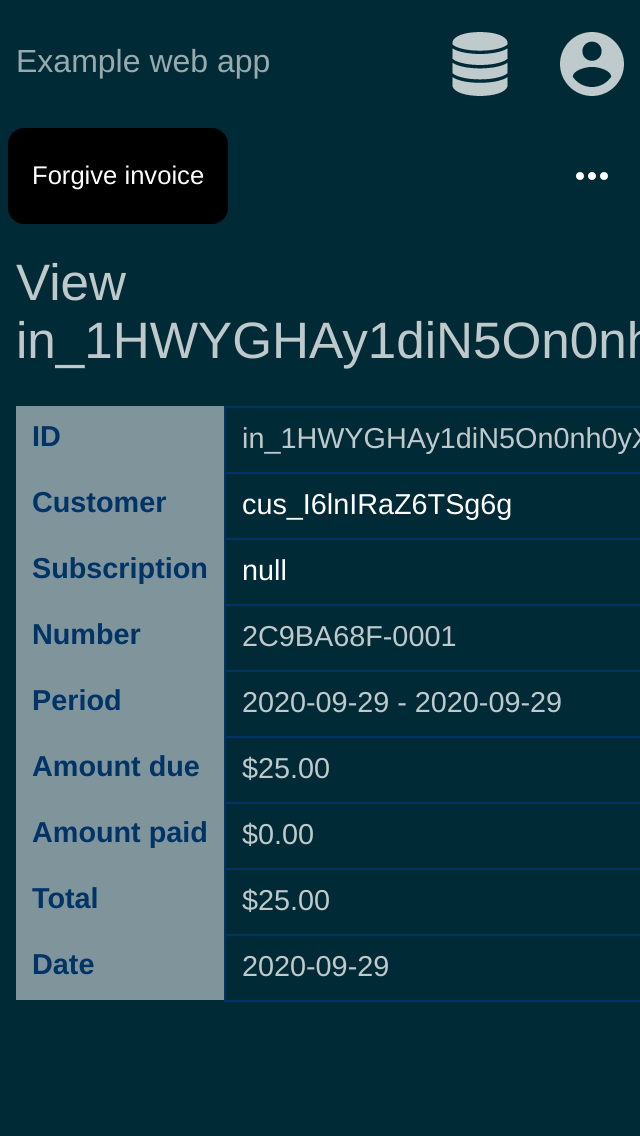 Example web app
Forgive invoice
View
in_1HWYGHAy1diN5On0nh
ID in_1HWYGHAy1diN5On0nh0yX
Customer cus_I6lnIRaZ6TSg6g
Subscription null
Number 2C9BA68F-0001
Period 2020-09-29 - 2020-09-29
Amount due $25.00
Amount paid $0.00
Total $25.00
Date 2020-09-29